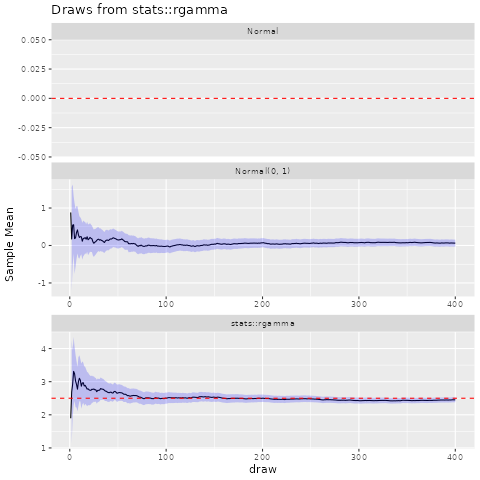 Draws from stats::rgamma
Normal
0.050
0.025
0.000
-0.025
-0.050
Normal(0, 1)
1
0
-1
stats::rgamma
4
3
2
1
0
100
200
300
400
draw
Sample Mean